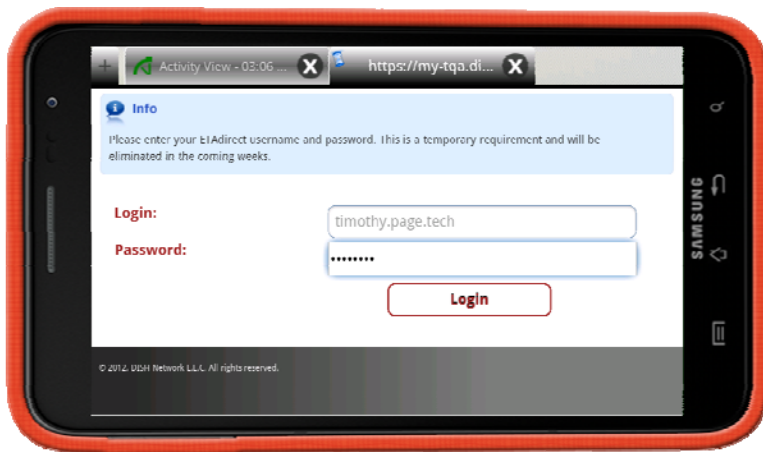 Activity View - 03:06 ...
https://my-tqa.di...
Info
Please enter your ETAdirect username and password. This is a temporary requirement and will be
eliminated in the coming weeks.
Login:
timothy.page.tech
Password:
••••••••
Login
© 2012, DISH Network L.L.C. All rights reserved.
SAMSUNG